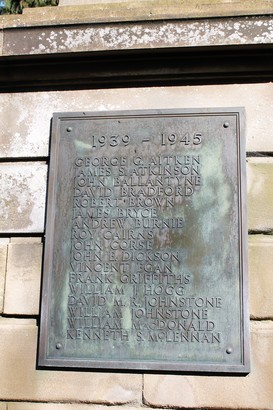 1939 - 1945
GEORGE G. AITKEN
JAMES S. ATKINSON
JOHN BALLANTYNE
DAVID BRADFORD
ROBERT BROWN
JAMES BRYCE
ANDREW BURNIE
CAIRNS
JOHN CORSE
JOHN E. DICKSON
VINCENT EGAN
FRANK GRIFFITHS
WILLIAM HOGG
DAVID M. R. JOHNSTONE
WILLIAM JOHNSTONE
WILLIAM MACDONALD
KENNETH S. McLENNAN